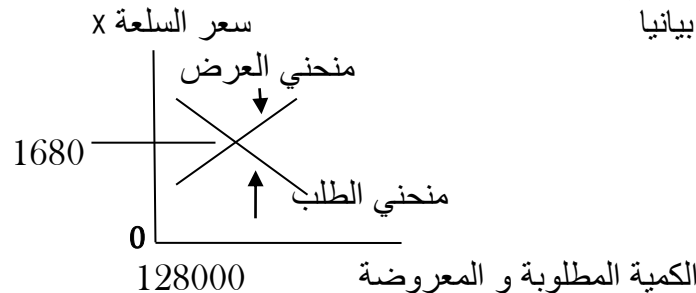 بيانيا
سعر السلعة x
منحني العرض
1680
منحني الطلب
0
128000
الكمية المطلوبة و المعروضة